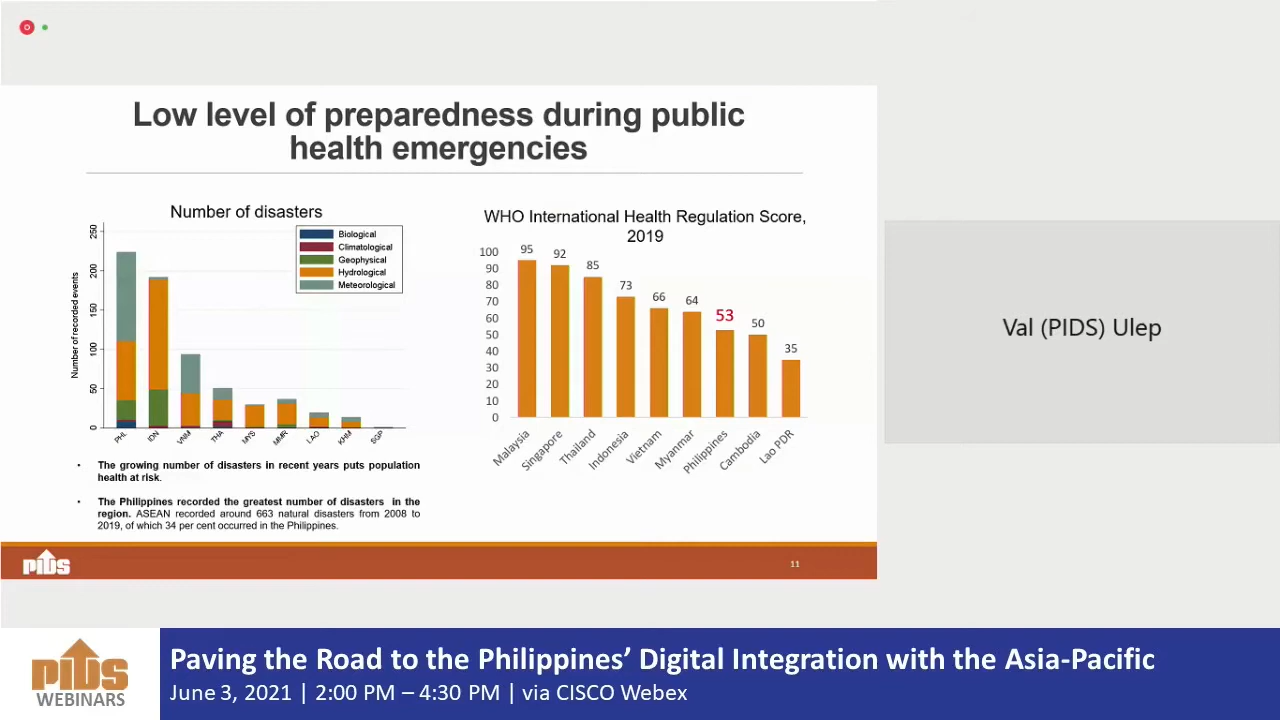 Low level of preparedness during public
health emergencies
Number of disasters
Number of recorded events
250
200
150
100
50
0
Biological
Climatological
Geophysical
Hydrological
Meteorological
PHL
IDN
VNM
THA
MYS
MMR
LAO
KHM
SGP
• The growing number of disasters in recent years puts population
health at risk.
• The Philippines recorded the greatest number of disasters in the
region. ASEAN recorded around 663 natural disasters from 2008 to
2019, of which 34 per cent occurred in the Philippines.
WHO International Health Regulation Score,
2019
100
90
80
70
60
50
40
30
20
10
0
95
92
85
73
66
64
53
50
35
Malaysia
Singapore
Thailand
Indonesia
Vietnam
Myanmar
Philippines
Cambodia
Lao PDR
PIDS
11
Val (PIDS) Ulep
PIDS
WEBINARS
Paving the Road to the Philippines’ Digital Integration with the Asia-Pacific
June 3, 2021 | 2:00 PM – 4:30 PM | via CISCO Webex